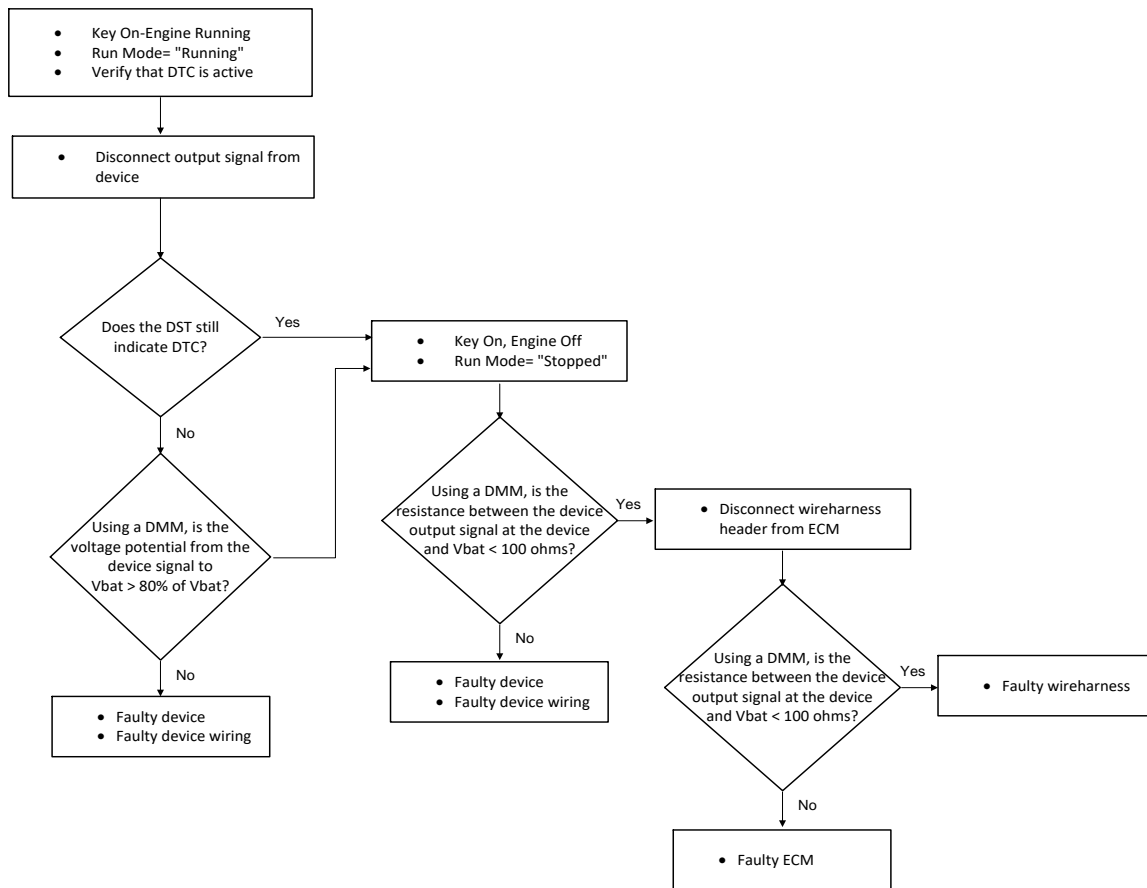 • Key On-Engine Running
• Run Mode= "Running"
• Verify that DTC is active
• Disconnect output signal from
device
Does the DST still
indicate DTC?
Yes
No
• Key On, Engine Off
• Run Mode= "Stopped"
Using a DMM, is the
voltage potential from the
device signal to
Vbat > 80% of Vbat?
No
• Faulty device
• Faulty device wiring
Using a DMM, is the
resistance between the device
output signal at the device
and Vbat < 100 ohms?
Yes
No
• Faulty device
• Faulty device wiring
• Disconnect wireharness
header from ECM
Using a DMM, is the
resistance between the device
output signal at the device
and Vbat < 100 ohms?
Yes
• Faulty wireharness
No
• Faulty ECM